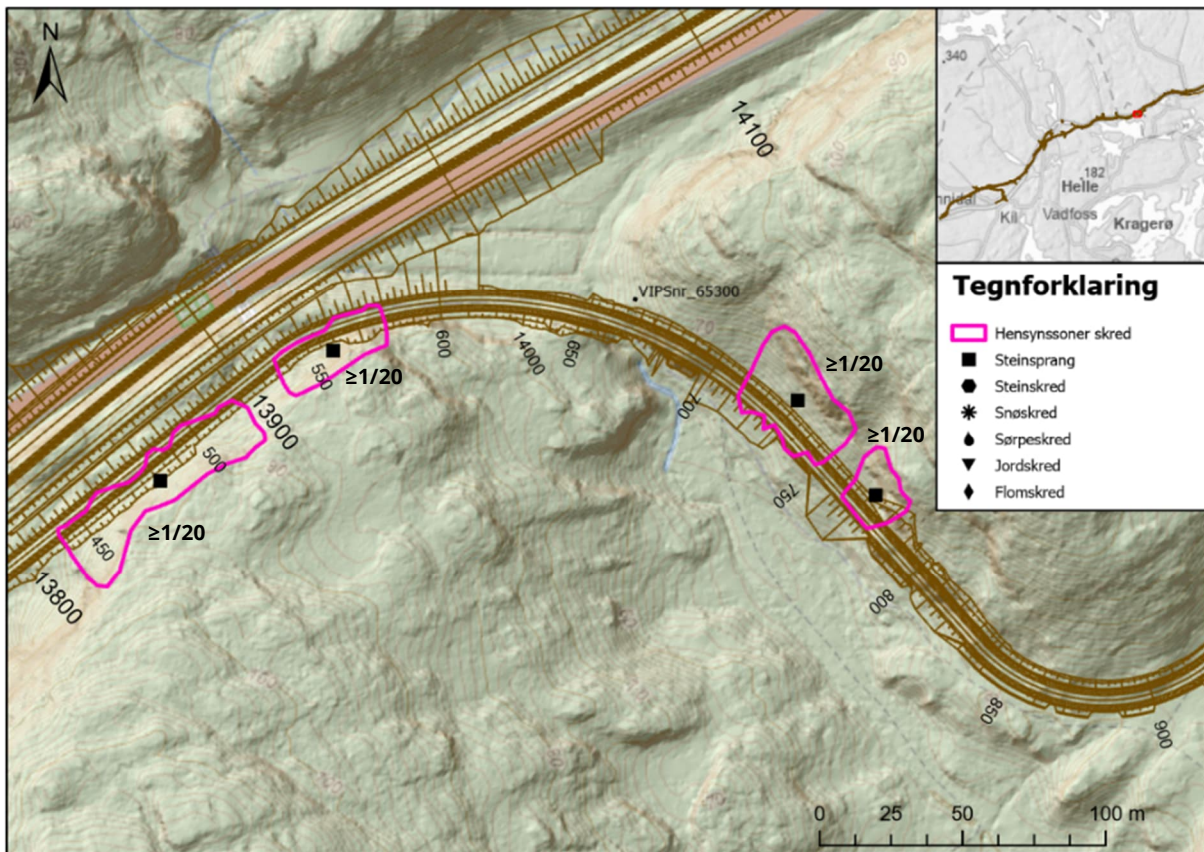 N
14100
VIPSnr_65300
600
14000
650
550
≥1/20
13900
500
700
≥1/20
≥1/20
750
450
≥1/20
13800
800
850
900
0 25 50 100 m
340
182
Helle
Kil
Vadfoss
Kragerø
Tegnforklaring
Hensynssoner skred
Steinsprang
Steinskred
Snøskred
Sørpeskred
Jordskred
Flomskred